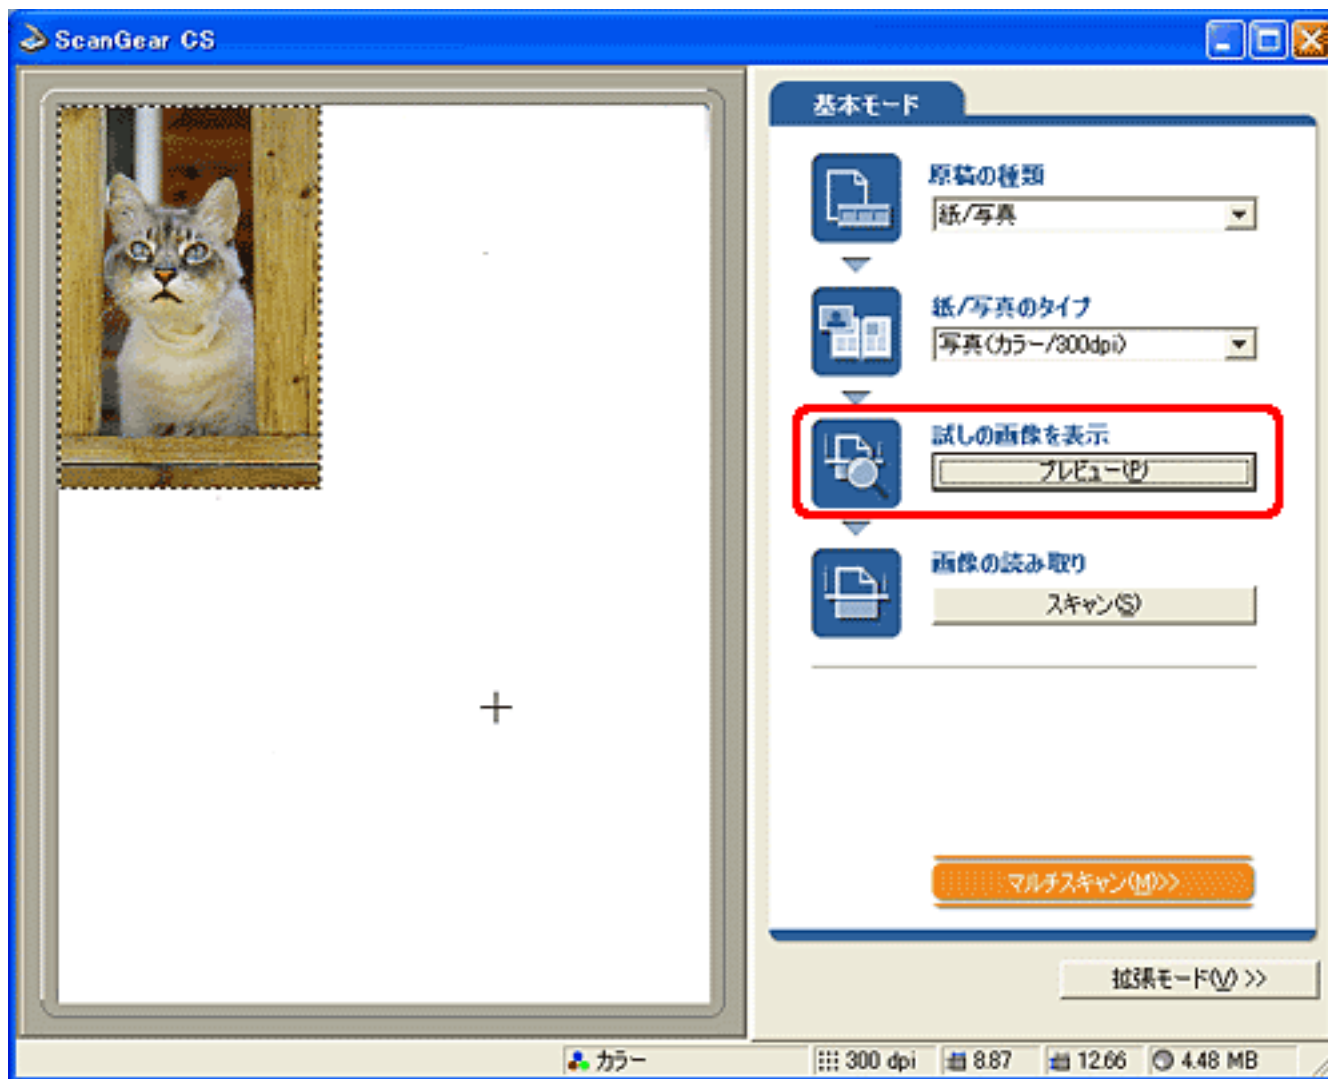 ScanGear CS
基本モード
原稿の種類
紙/写真
紙/写真のタイプ
写真(カラー/300dpi)
試しの画像を表示
プレビュー(P)
画像の読み取り
スキャン(S)
マルチスキャン(M)>>
拡張モード(V) >>
カラー
300 dpi
8.87
12.66
4.48 MB